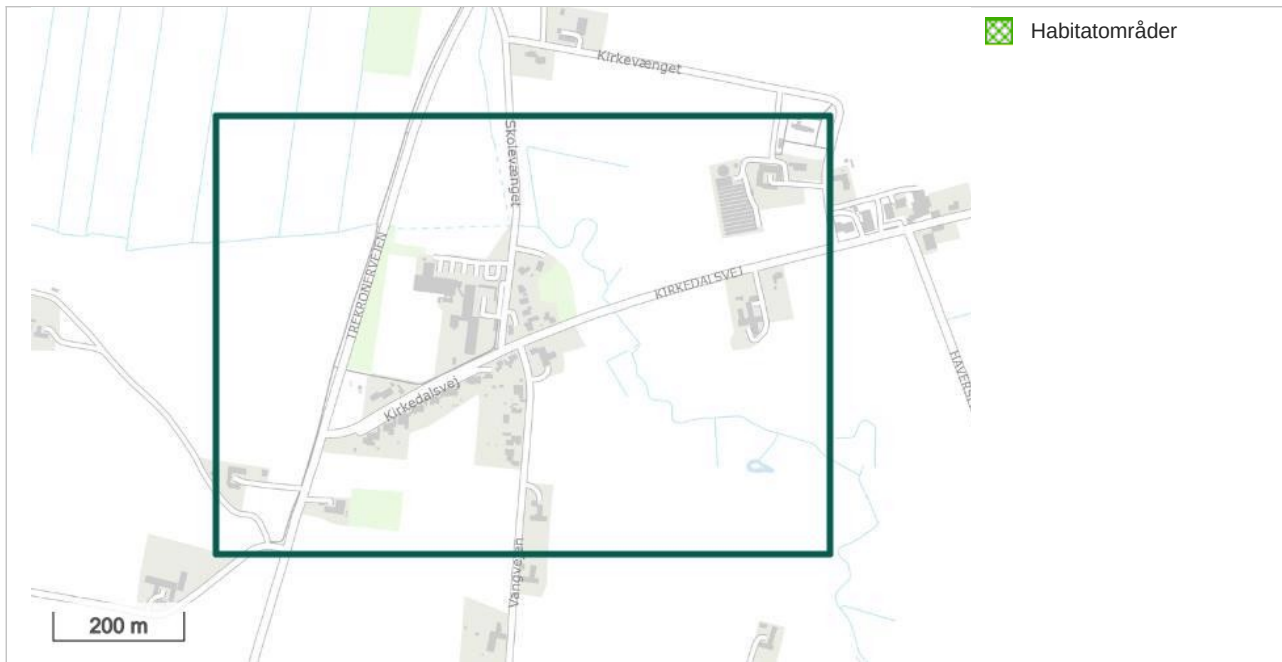 Habitatområder
Kirkevænget
Skolevænget
TREKRONERVEJEN
KIRKEDALSVEJ
Kirkedalsvej
Vangvejen
200 m